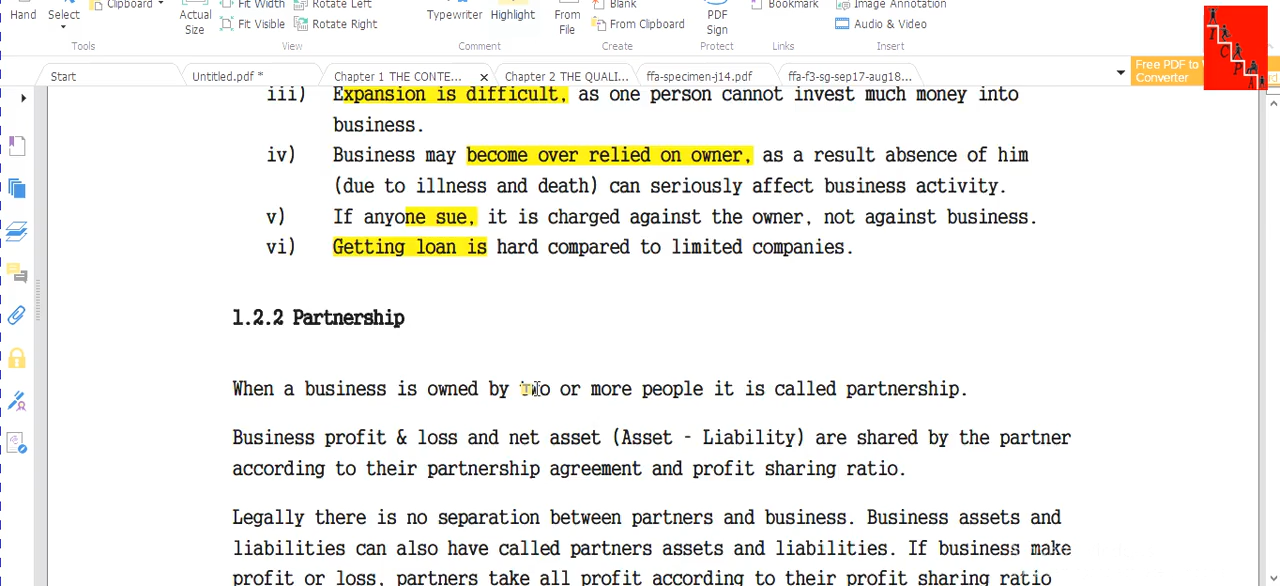 Hand
Select
Clipboard
Actual Size
Fit Width
Fit Visible
Rotate Left
Rotate Right
Typewriter
Highlight
From File
Blank
From Clipboard
PDF Sign
Bookmark
Image Annotation
Audio & Video
Tools
View
Comment
Create
Protect
Links
Insert
Start
Untitled.pdf *
Chapter 1 THE CONTE...
Chapter 2 THE QUALI...
ffa-specimen-j14.pdf
ffa-f3-sg-sep17-aug18...
Free PDF to
Converter
T
C
P
A
iii) Expansion is difficult, as one person cannot invest much money into
business.
iv) Business may become over relied on owner, as a result absence of him
(due to illness and death) can seriously affect business activity.
v) If anyone sue, it is charged against the owner, not against business.
vi) Getting loan is hard compared to limited companies.
1.2.2 Partnership
When a business is owned by two or more people it is called partnership.
Business profit & loss and net asset (Asset - Liability) are shared by the partner
according to their partnership agreement and profit sharing ratio.
Legally there is no separation between partners and business. Business assets and
liabilities can also have called partners assets and liabilities. If business make
profit or loss, partners take all profit according to their profit sharing ratio